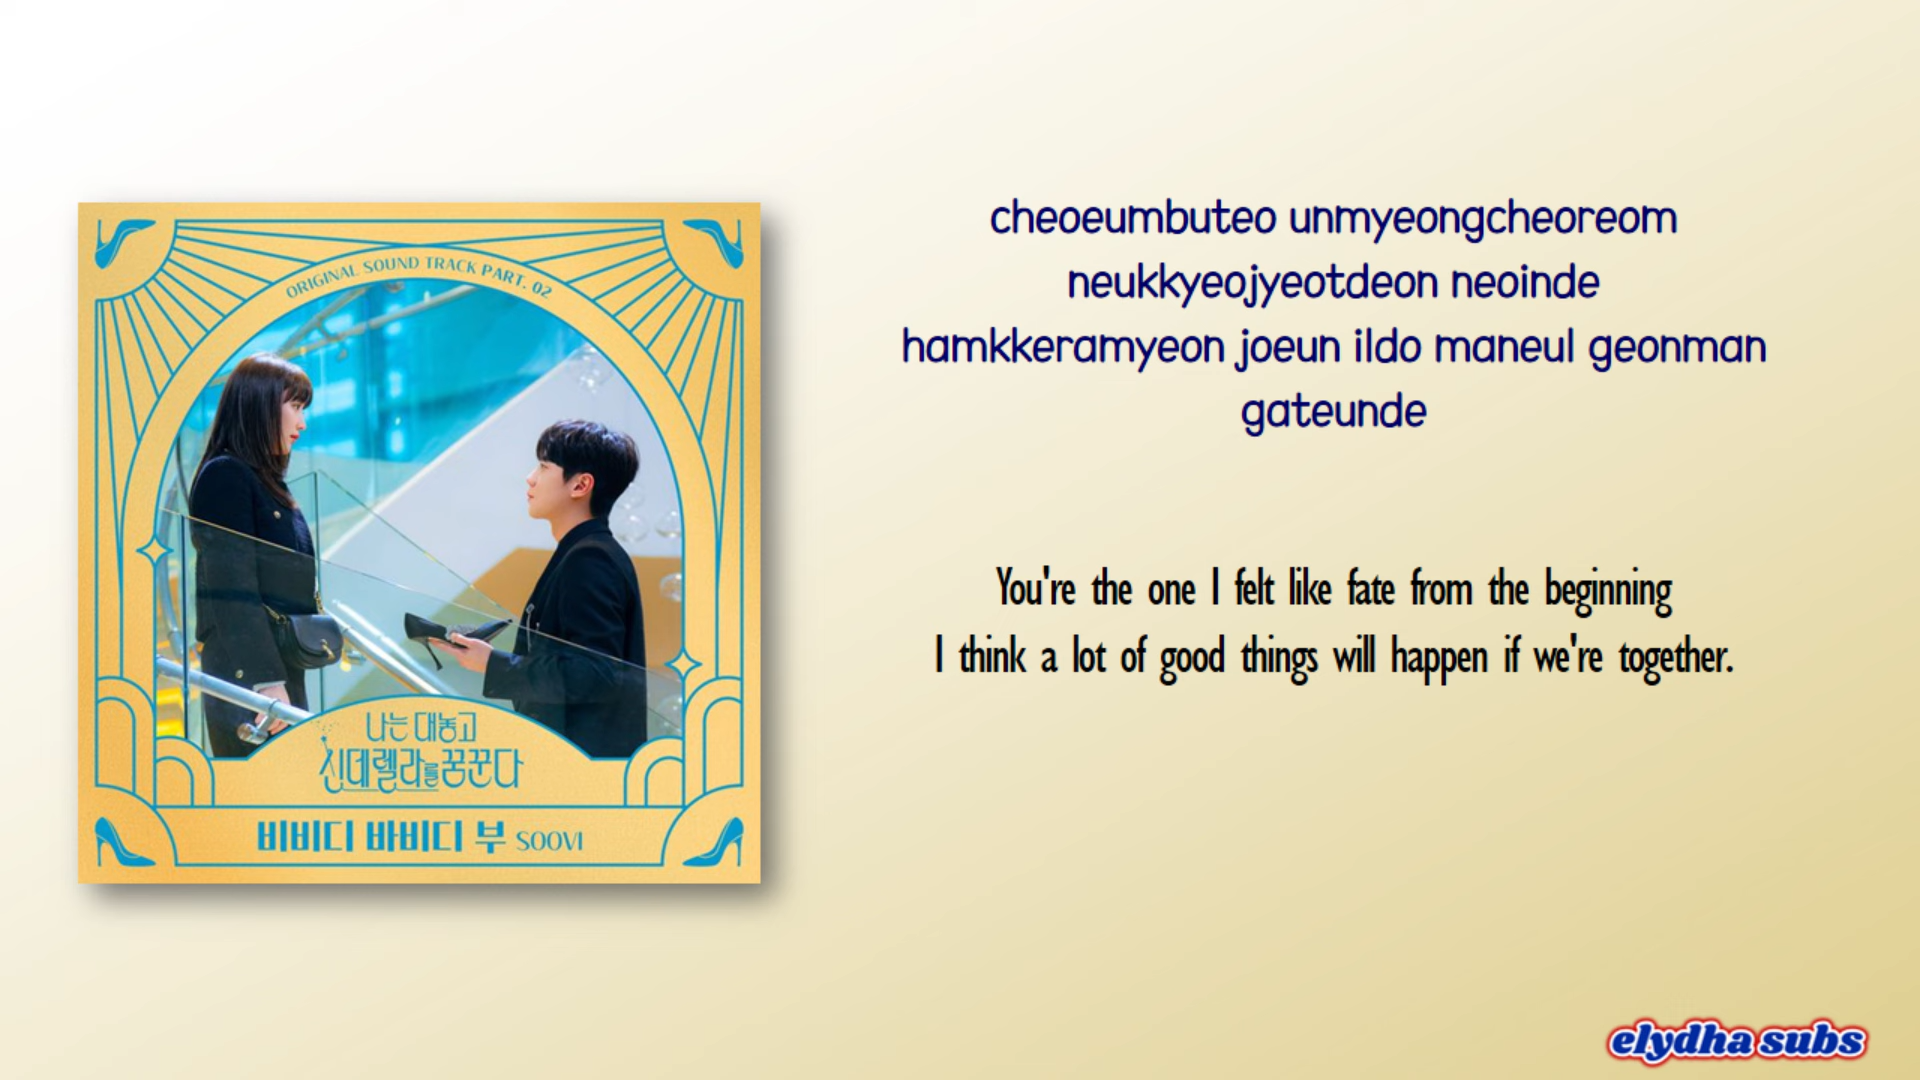 ORIGINAL SOUND TRACK PART. 02
나는 대놓고
신데렐라를 꿈꾼다
비비디 바비디 부 SOOVI
cheoeumbuteo unmyeongcheoreom
neukkyeojyeotdeon neoinde
hamkkeramyeon joeun ildo maneul geonman
gateunde
You're the one I felt like fate from the beginning
I think a lot of good things will happen if we're together.
elydha subs